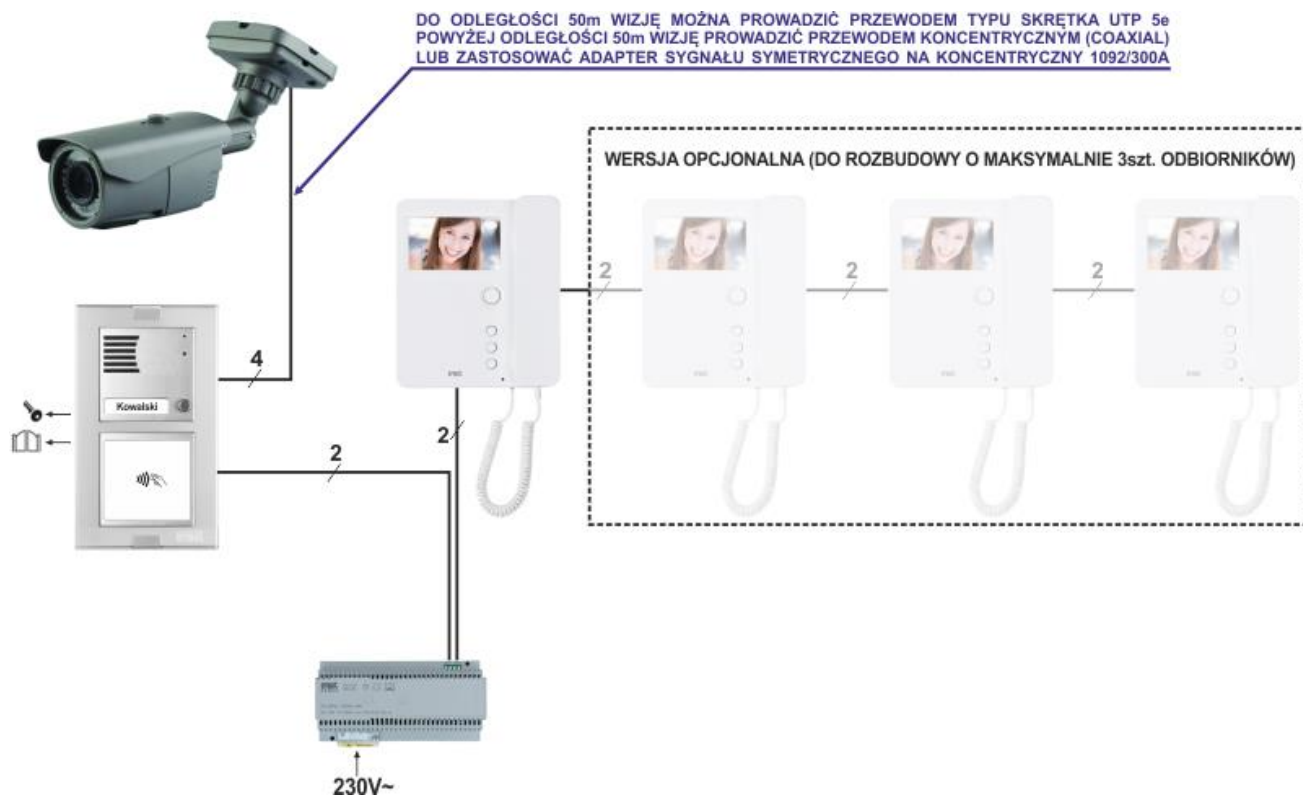 DO ODLEGŁOŚCI 50m WIZJĘ MOŻNA PROWADZIĆ PRZEWODEM TYPU SKRĘTKA UTP 5e
POWYŻEJ ODLEGŁOŚCI 50m WIZJĘ PROWADZIĆ PRZEWODEM KONCENTRYCZNYM (COAXIAL)
LUB ZASTOSOWAĆ ADAPTER SYGNAŁU SYMETRYCZNEGO NA KONCENTRYCZNY 1092/300A
WERSJA OPCJONALNA (DO ROZBUDOWY O MAKSYMALNIE 3szt. ODBIORNIKÓW)
2
2
2
4
Kowalski
2
2
230V~